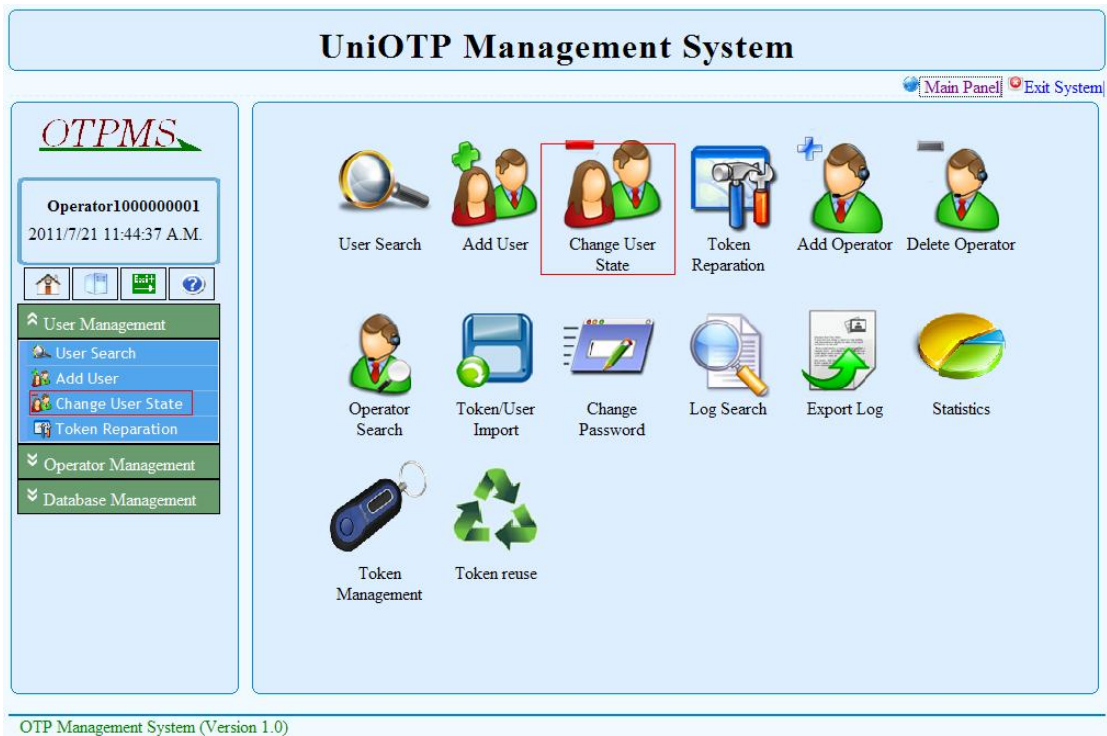 UniOTP Management System
Main Panel Exit System
OTPMS
Operator1000000001
2011/7/21 11:44:37 A.M.
User Management
User Search
Add User
Change User State
Token Reparation
Operator Management
Database Management
User Search
Add User
Change User
State
Token
Reparation
Add Operator
Delete Operator
Operator
Search
Token/User
Import
Change
Password
Log Search
Export Log
Statistics
Token
Management
Token reuse
OTP Management System (Version 1.0)